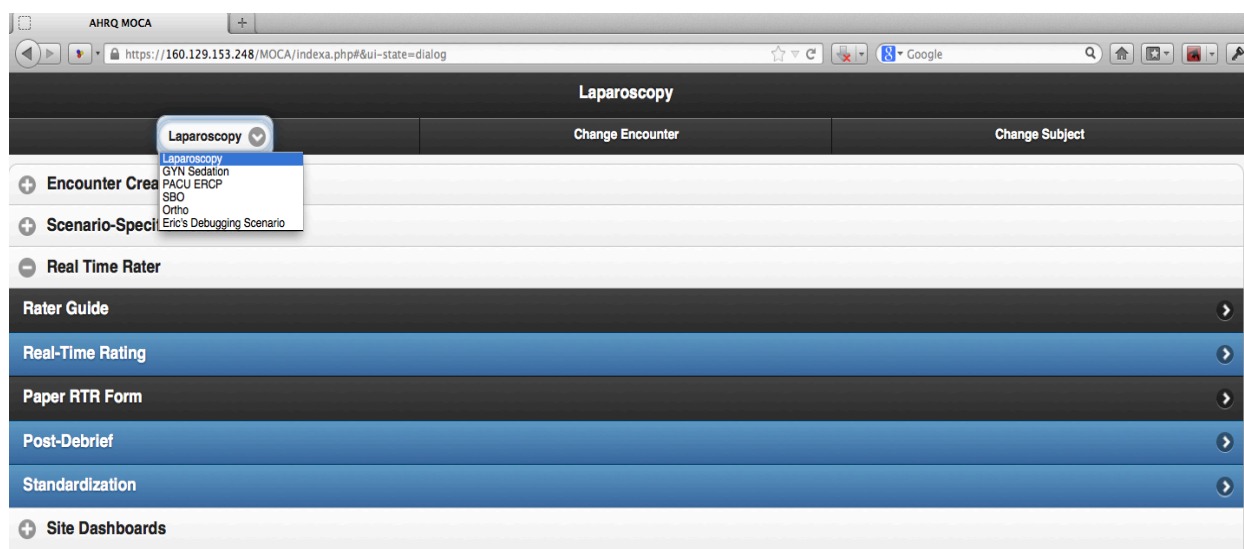 AHRQ MOCA
https://160.129.153.248/MOCA/indexa.php#&ui-state=dialog
Google
Laparoscopy
Laparoscopy Change Encounter Change Subject
Laparoscopy
GYN Sedation
PACU ERCP
SBO
Ortho
Eric's Debugging Scenario
Encounter Crea
Scenario-Specif
Real Time Rater
Rater Guide
Real-Time Rating
Paper RTR Form
Post-Debrief
Standardization
Site Dashboards